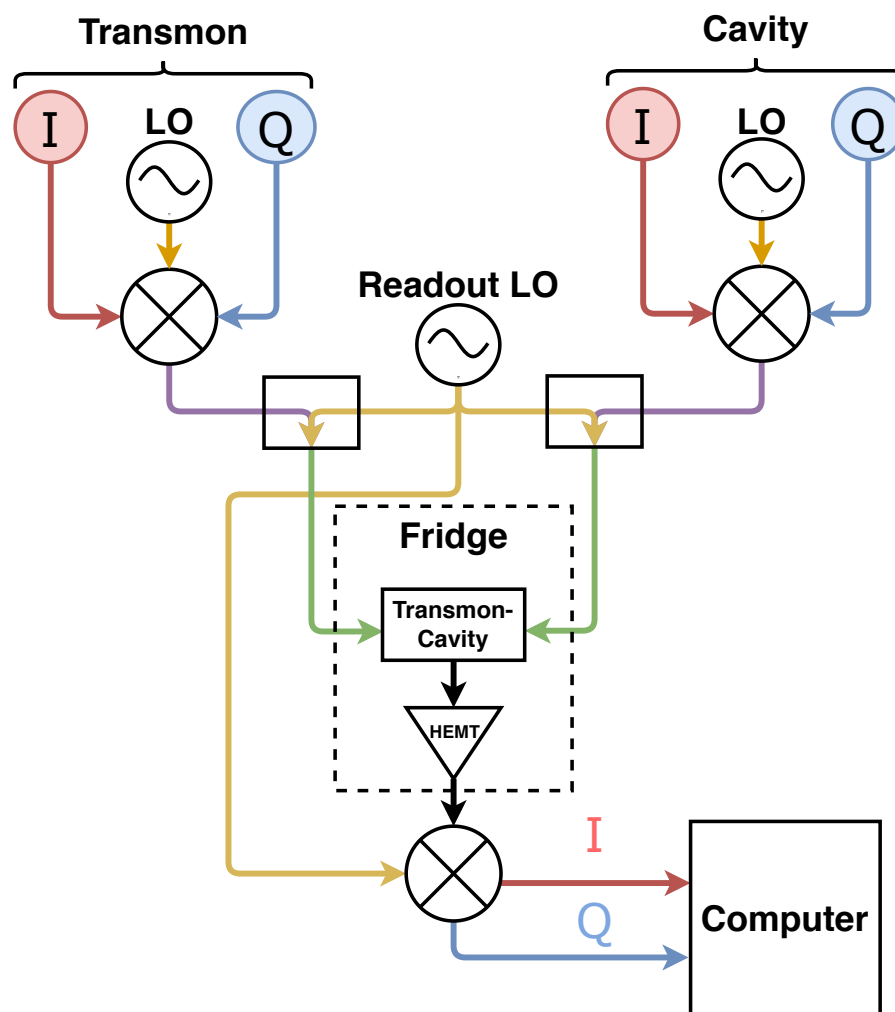 Transmon
Cavity
I
LO
Q
I
LO
Q
Readout LO
Fridge
Transmon-
Cavity
HEMT
I
Q
Computer